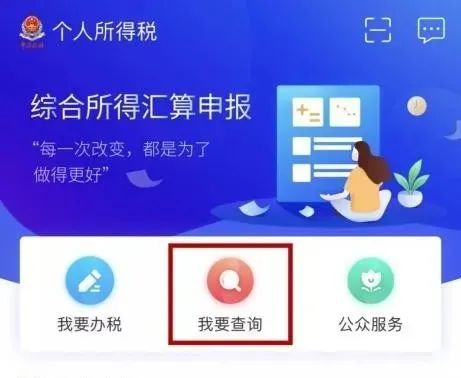 个人所得税
综合所得汇算申报
“每一次改变，都是为了
做得更好”
我要办税
我要查询
公众服务